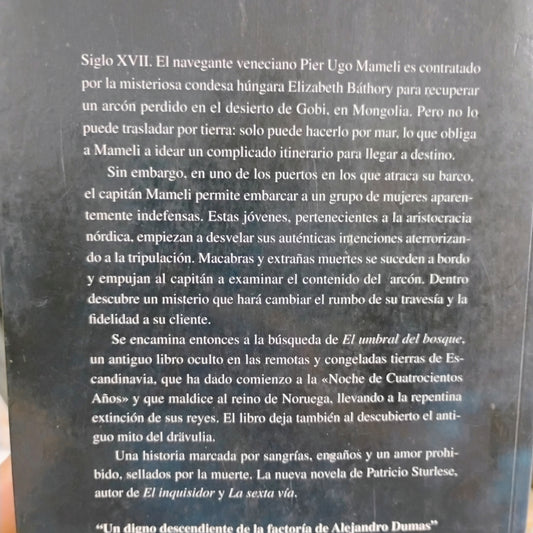 Siglo XVII. El navegante veneciano Pier Ugo Mameli es contratado
por la misteriosa condesa húngara Elizabeth Báthory para recuperar
un arcón perdido en el desierto de Gobi, en Mongolia. Pero no lo
puede trasladar por tierra: solo puede hacerlo por mar, lo que obliga
a Mameli a idear un complicado itinerario para llegar a destino.
Sin embargo, en uno de los puertos en los que atraca su barco,
el capitán Mameli permite embarcar a un grupo de mujeres aparen-
temente indefensas. Estas jóvenes, pertenecientes a la aristocracia
nórdica, empiezan a desvelar sus auténticas intenciones aterrorizan-
do a la tripulación. Macabras y extrañas muertes se suceden a bordo
y empujan al capitán a examinar el contenido del arcón. Dentro
descubre un misterio que hará cambiar el rumbo de su travesía y la
fidelidad a su cliente.
Se encamina entonces a la búsqueda de El umbral del bosque,
un antiguo libro oculto en las remotas y congeladas tierras de Es-
candinavia, que ha dado comienzo a la «Noche de Cuatrocientos
Años» y que maldice al reino de Noruega, llevando a la repentina
extinción de sus reyes. El libro deja también al descubierto el anti-
guo mito del drävulia.
Una historia marcada por sangrías, engaños y un amor prohi-
bido, sellados por la muerte. La nueva novela de Patricio Sturlese,
autor de El inquisidor y La sexta vía.
"Un digno descendiente de la factoría de Alejandro Dumas"